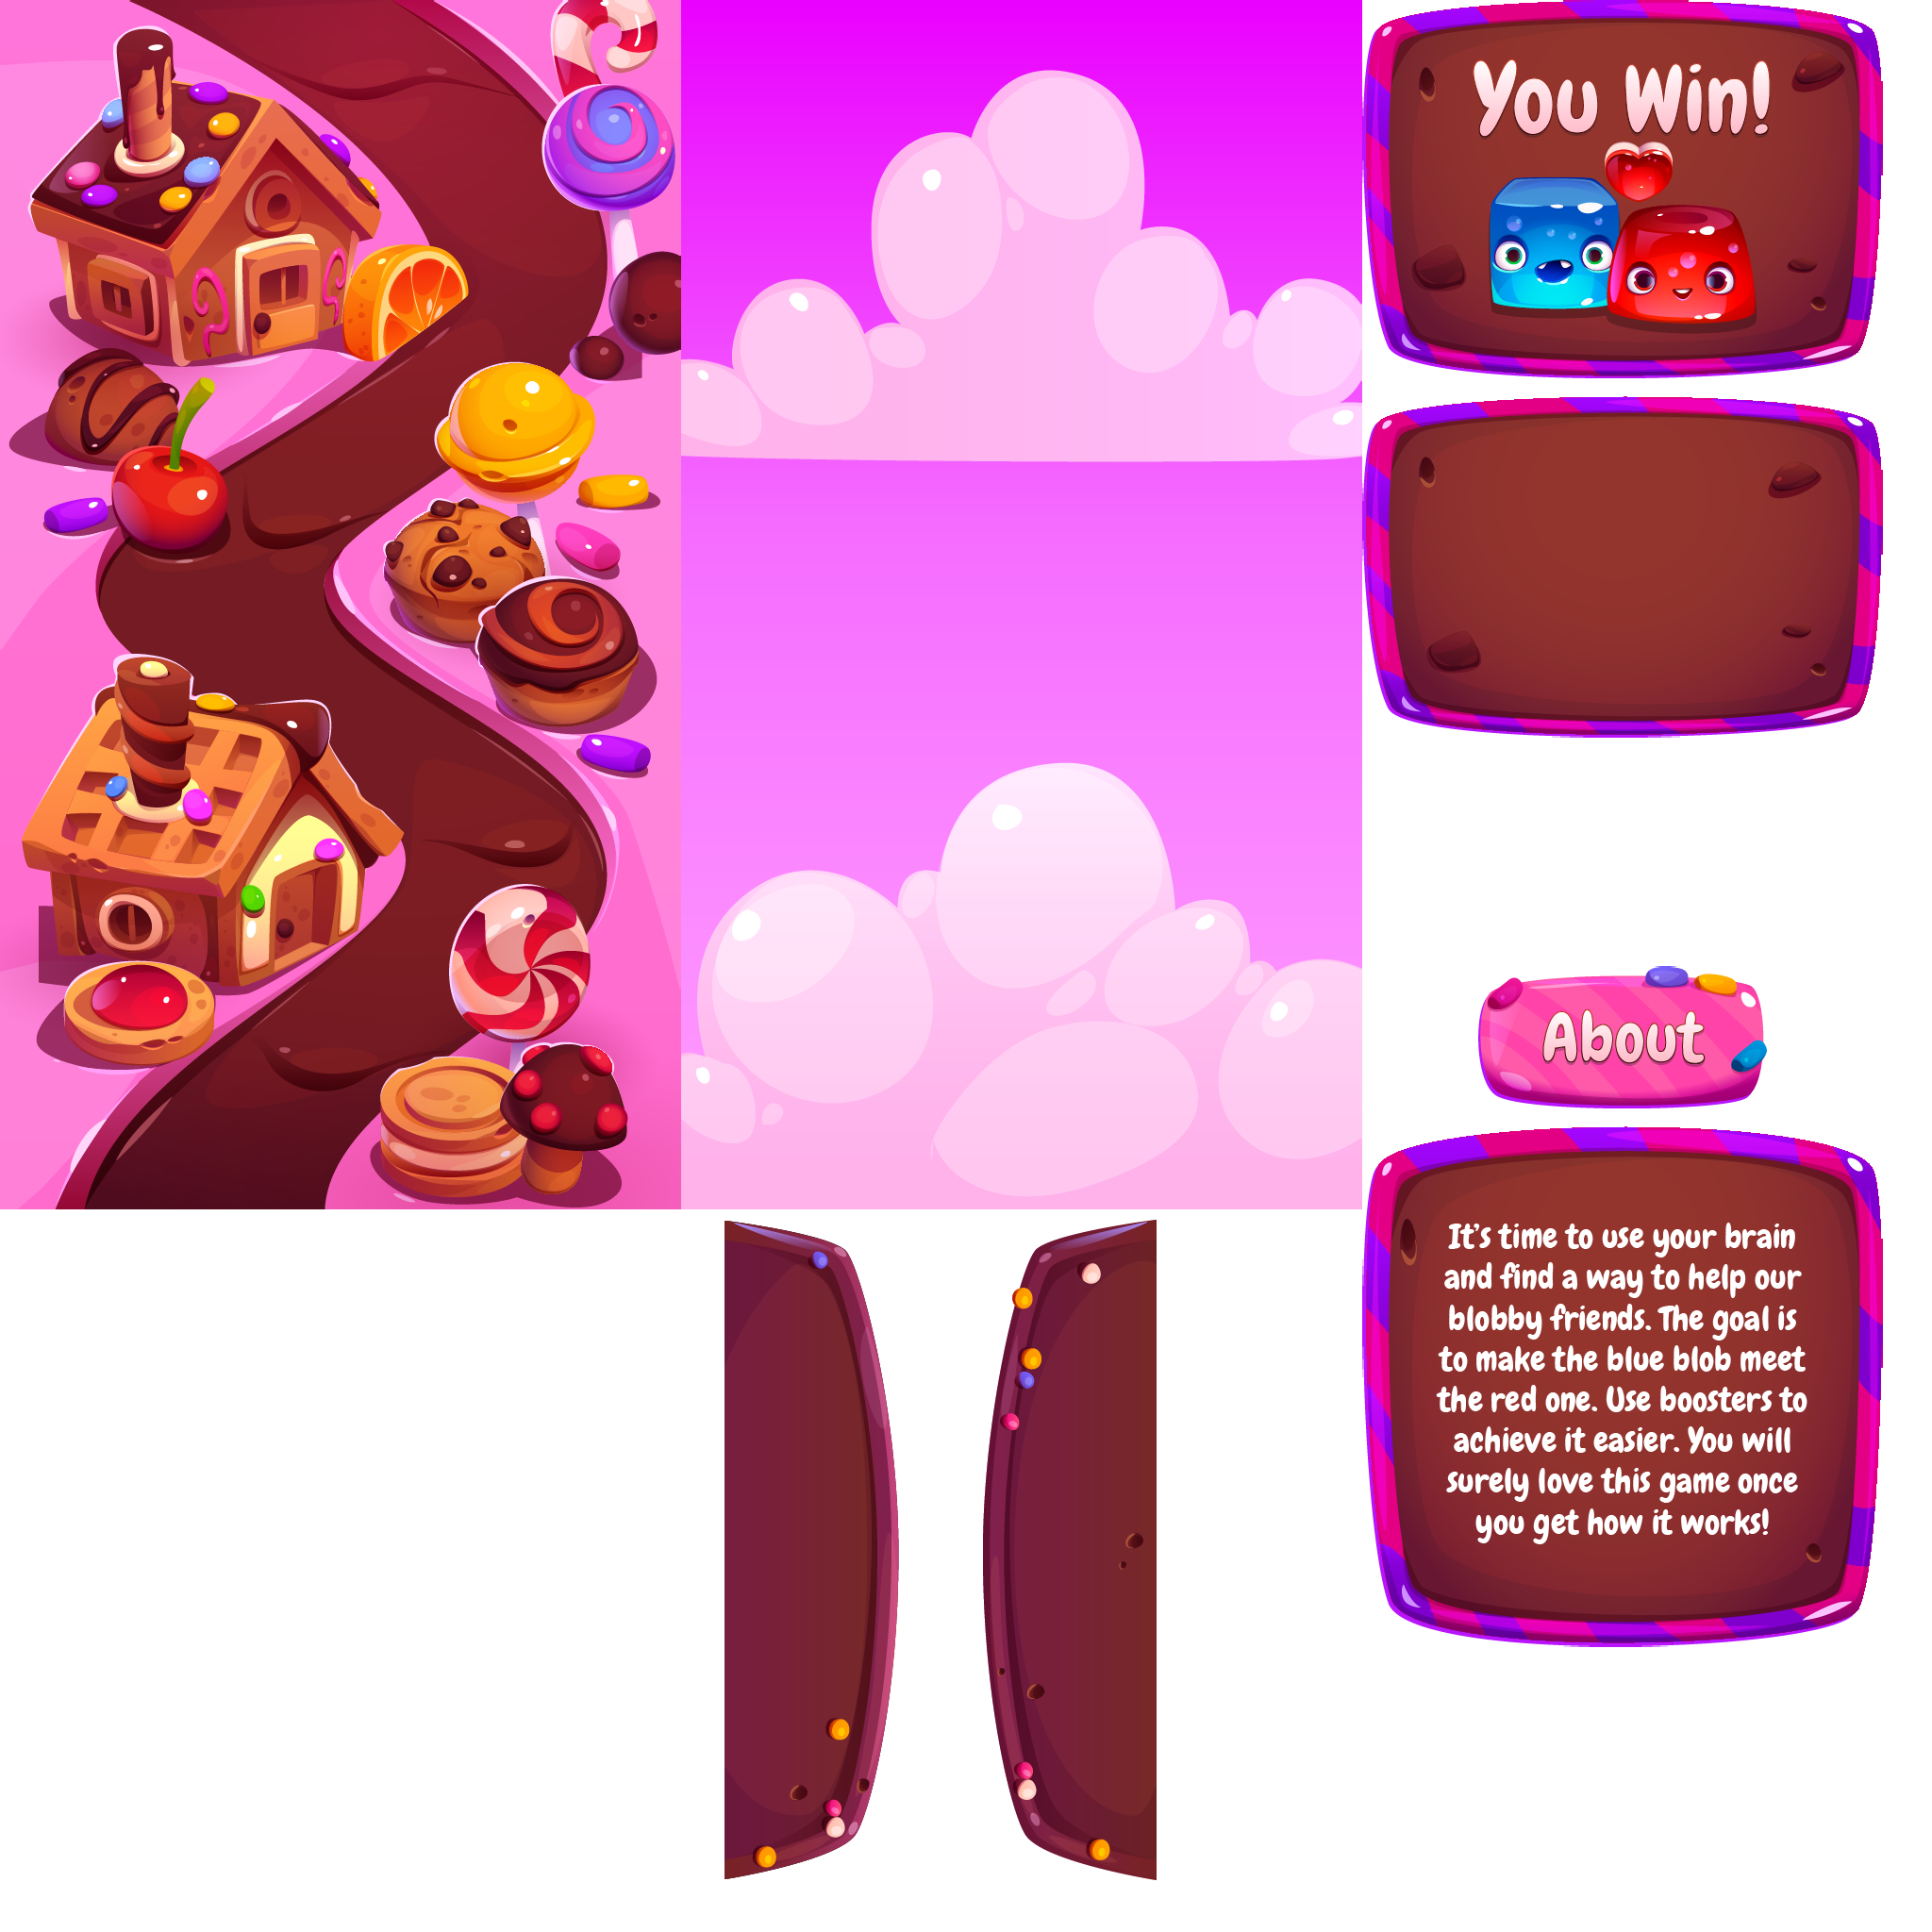 You Win!
About
It's time to use your brain
and find a way to help our
blobby friends. The goal is
to make the blue blob meet
the red one. Use boosters to
achieve it easier. You will
surely love this game once
you get how it works!